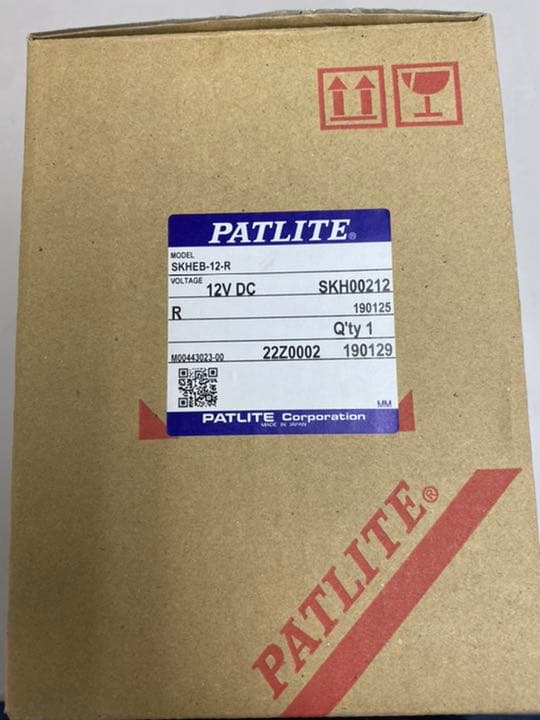 PATLITE®
MODEL
SKHEB-12-R
VOLTAGE 12V DC SKH00212
R 190125
Q'ty 1
M00443023-00 22Z0002 190129
MM
PATLITE Corporation
MADE IN JAPAN
PATLITE®